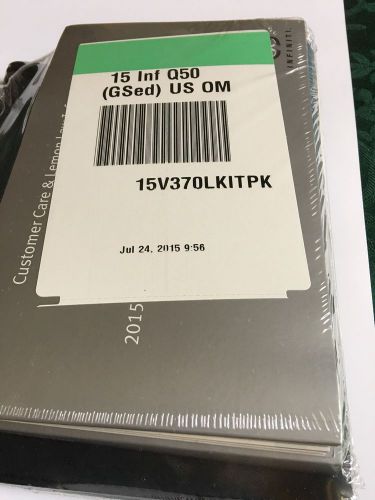 15 Inf Q50
(GSed) US OM
15V370LKITPK
Jul 24, 2015 9:56
Customer Care & Lemon Law
2015
INFINITI